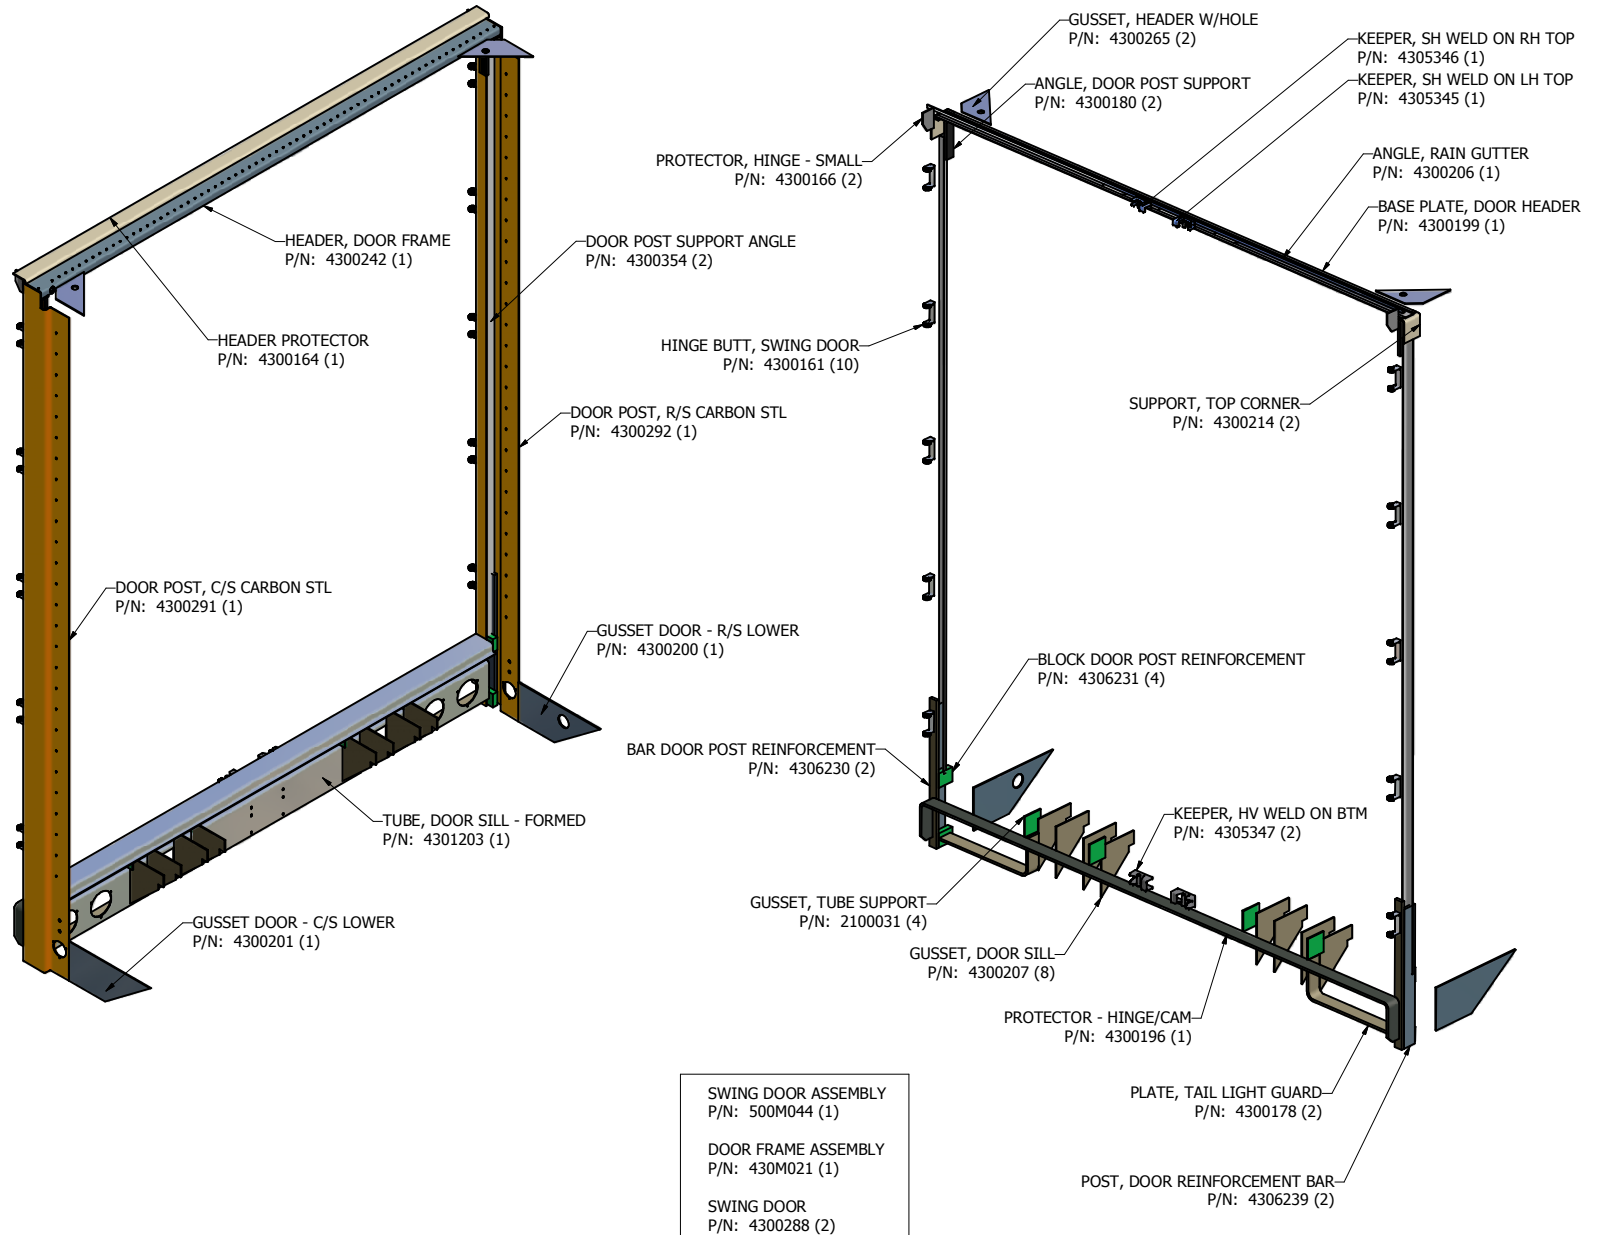 GUSSET, HEADER W/HOLE
P/N: 4300265 (2)
KEEPER, SH WELD ON RH TOP
P/N: 4305346 (1)
KEEPER, SH WELD ON LH TOP
P/N: 4305345 (1)
ANGLE, DOOR POST SUPPORT
P/N: 4300180 (2)
PROTECTOR, HINGE - SMALL
P/N: 4300166 (2)
ANGLE, RAIN GUTTER
P/N: 4300206 (1)
BASE PLATE, DOOR HEADER
P/N: 4300199 (1)
HEADER, DOOR FRAME
P/N: 4300242 (1)
DOOR POST SUPPORT ANGLE
P/N: 4300354 (2)
HEADER PROTECTOR
P/N: 4300164 (1)
HINGE BUTT, SWING DOOR
P/N: 4300161 (10)
DOOR POST, R/S CARBON STL
P/N: 4300292 (1)
SUPPORT, TOP CORNER
P/N: 4300214 (2)
DOOR POST, C/S CARBON STL
P/N: 4300291 (1)
GUSSET DOOR - R/S LOWER
P/N: 4300200 (1)
BLOCK DOOR POST REINFORCEMENT
P/N: 4306231 (4)
BAR DOOR POST REINFORCEMENT
P/N: 4306230 (2)
TUBE, DOOR SILL - FORMED
P/N: 4301203 (1)
KEEPER, HV WELD ON BTM
P/N: 4305347 (2)
GUSSET DOOR - C/S LOWER
P/N: 4300201 (1)
GUSSET, TUBE SUPPORT
P/N: 2100031 (4)
GUSSET, DOOR SILL
P/N: 4300207 (8)
PROTECTOR - HINGE/CAM
P/N: 4300196 (1)
PLATE, TAIL LIGHT GUARD
P/N: 4300178 (2)
POST, DOOR REINFORCEMENT BAR
P/N: 4306239 (2)
SWING DOOR ASSEMBLY
P/N: 500M044 (1)
DOOR FRAME ASSEMBLY
P/N: 430M021 (1)
SWING DOOR
P/N: 4300288 (2)